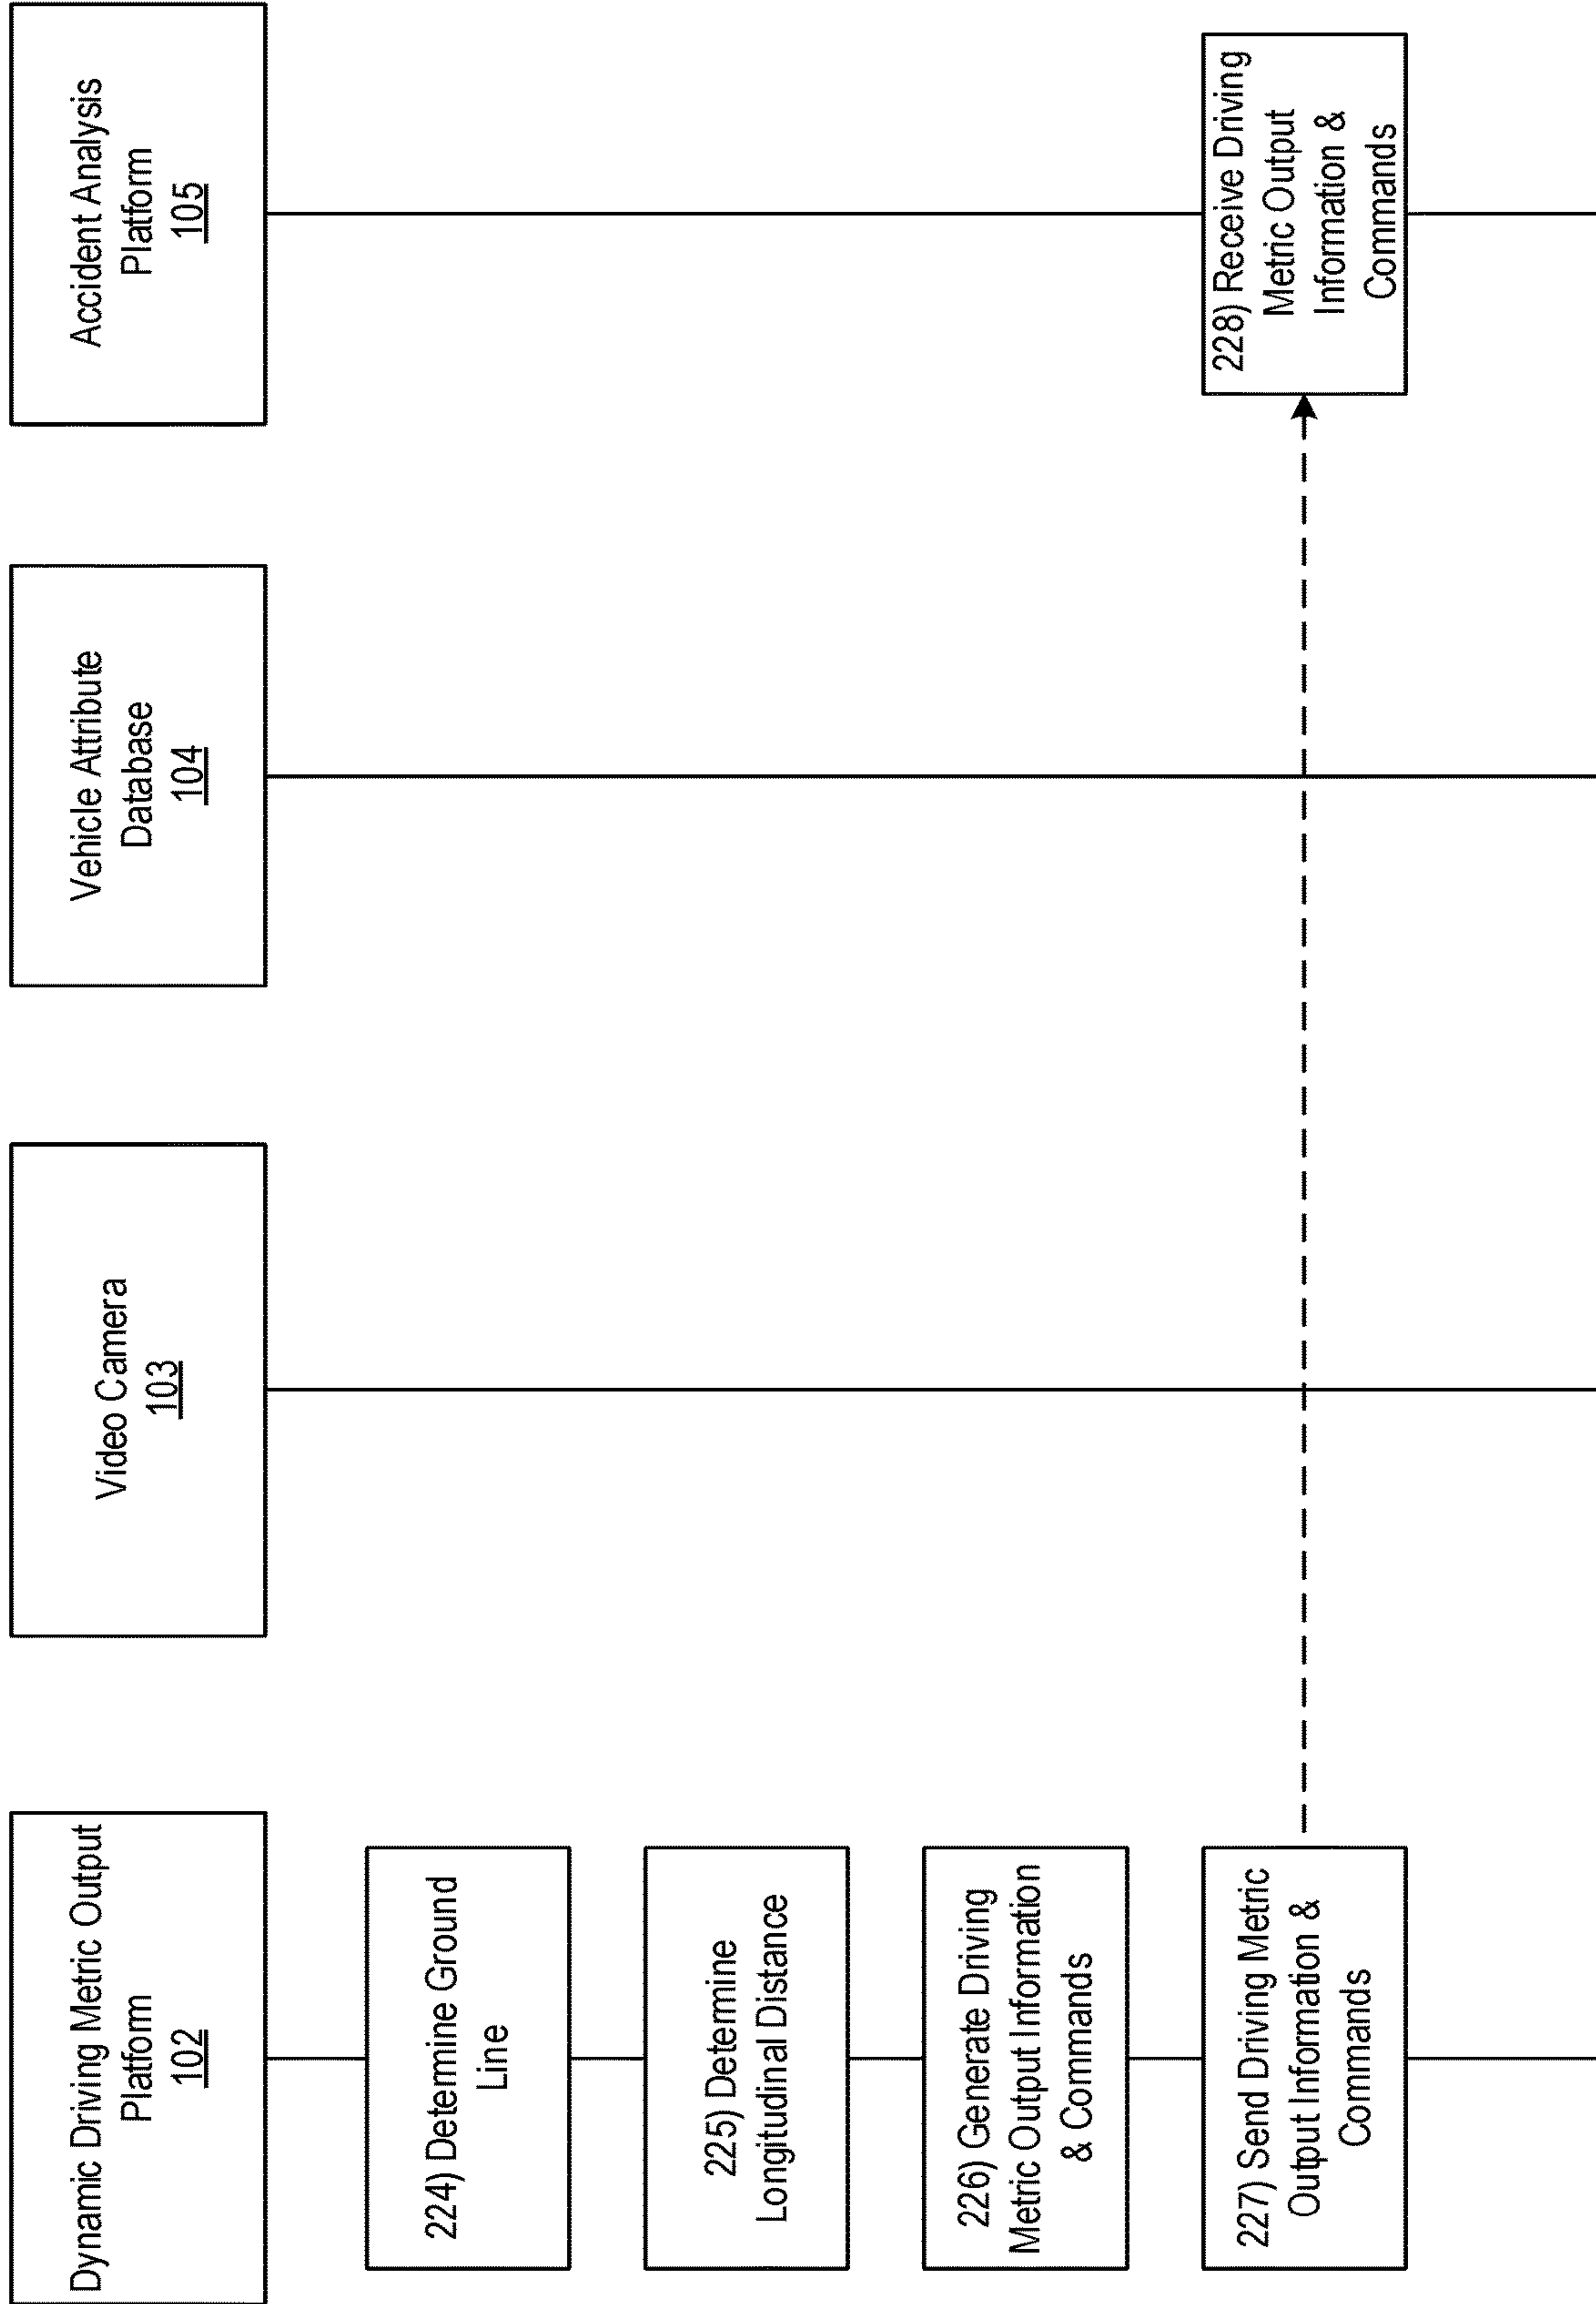 Dynamic Driving Metric Output
Platform
102
Video Camera
103
Vehicle Attribute
Database
104
Accident Analysis
Platform
105
224) Determine Ground
Line
225) Determine
Longitudinal Distance
226) Generate Driving
Metric Output Information
& Commands
227) Send Driving Metric
Output Information &
Commands
228) Receive Driving
Metric Output
Information &
Commands